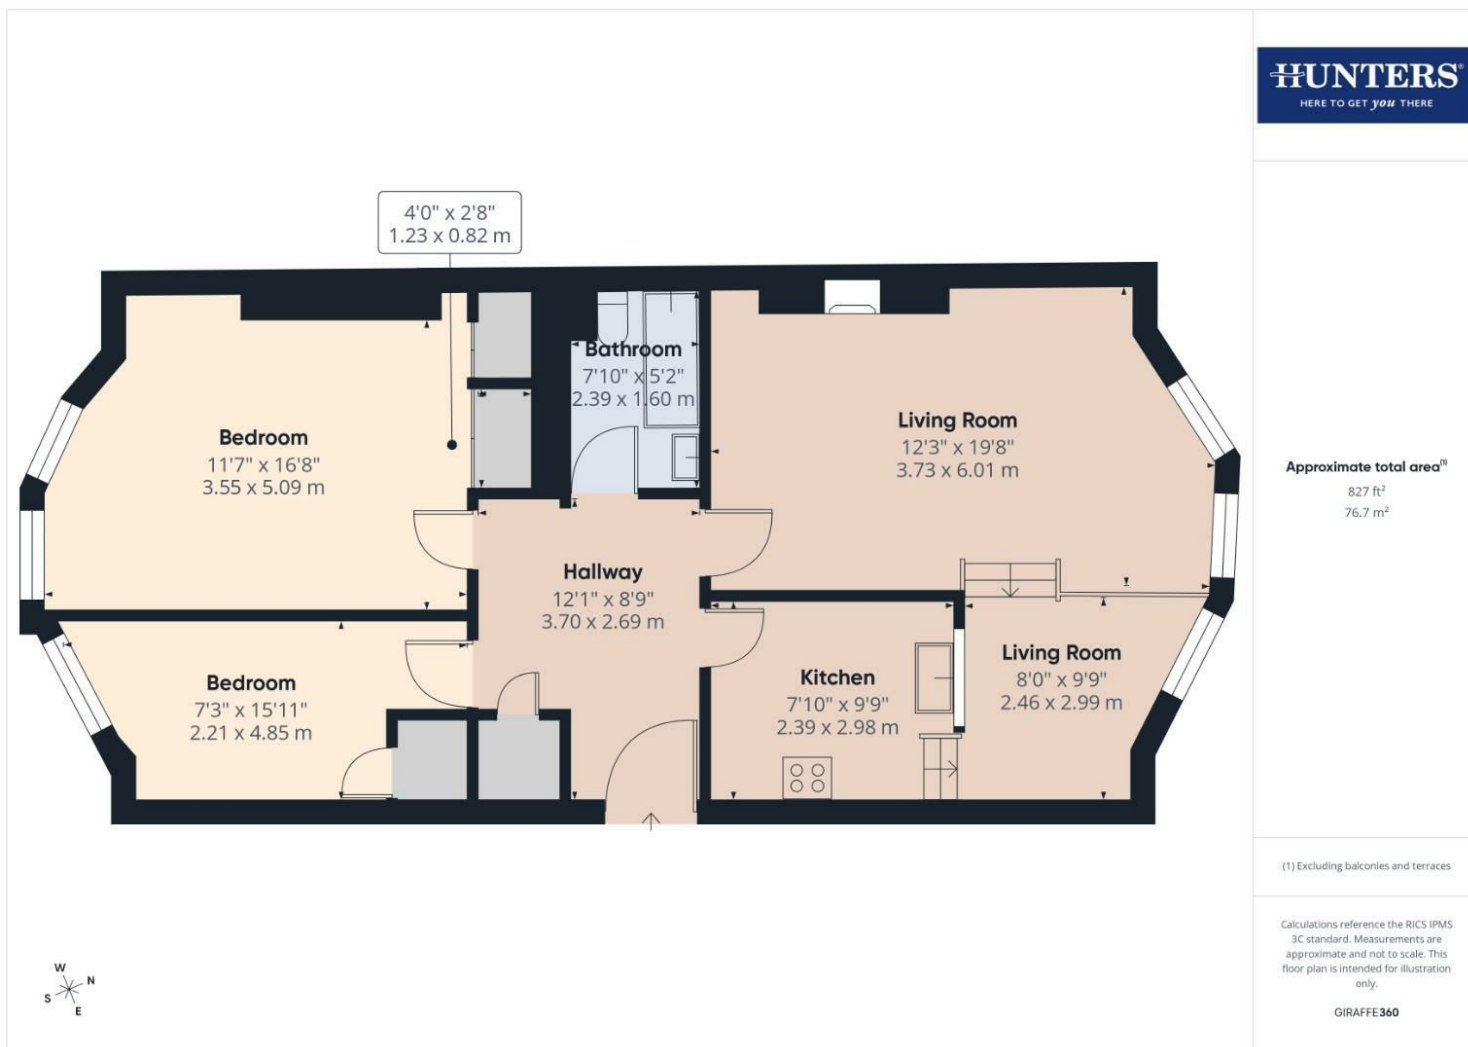 HUNTERS®
HERE TO GET you THERE
4'0" x 2'8"
1.23 x 0.82 m
Bedroom
11'7" x 16'8"
3.55 x 5.09 m
Bathroom
7'10" x 5'2"
2.39 x 1.60 m
Living Room
12'3" x 19'8"
3.73 x 6.01 m
Hallway
12'1" x 8'9"
3.70 x 2.69 m
Bedroom
7'3" x 15'11"
2.21 x 4.85 m
Kitchen
7'10" x 9'9"
2.39 x 2.98 m
Living Room
8'0" x 9'9"
2.46 x 2.99 m
Approximate total area(1)
827 ft²
76.7 m²
(1) Excluding balconies and terraces
Calculations reference the RICS IPMS
3C standard. Measurements are
approximate and not to scale. This
floor plan is intended for illustration
only.
GIRAFFE360
W
N
S
E